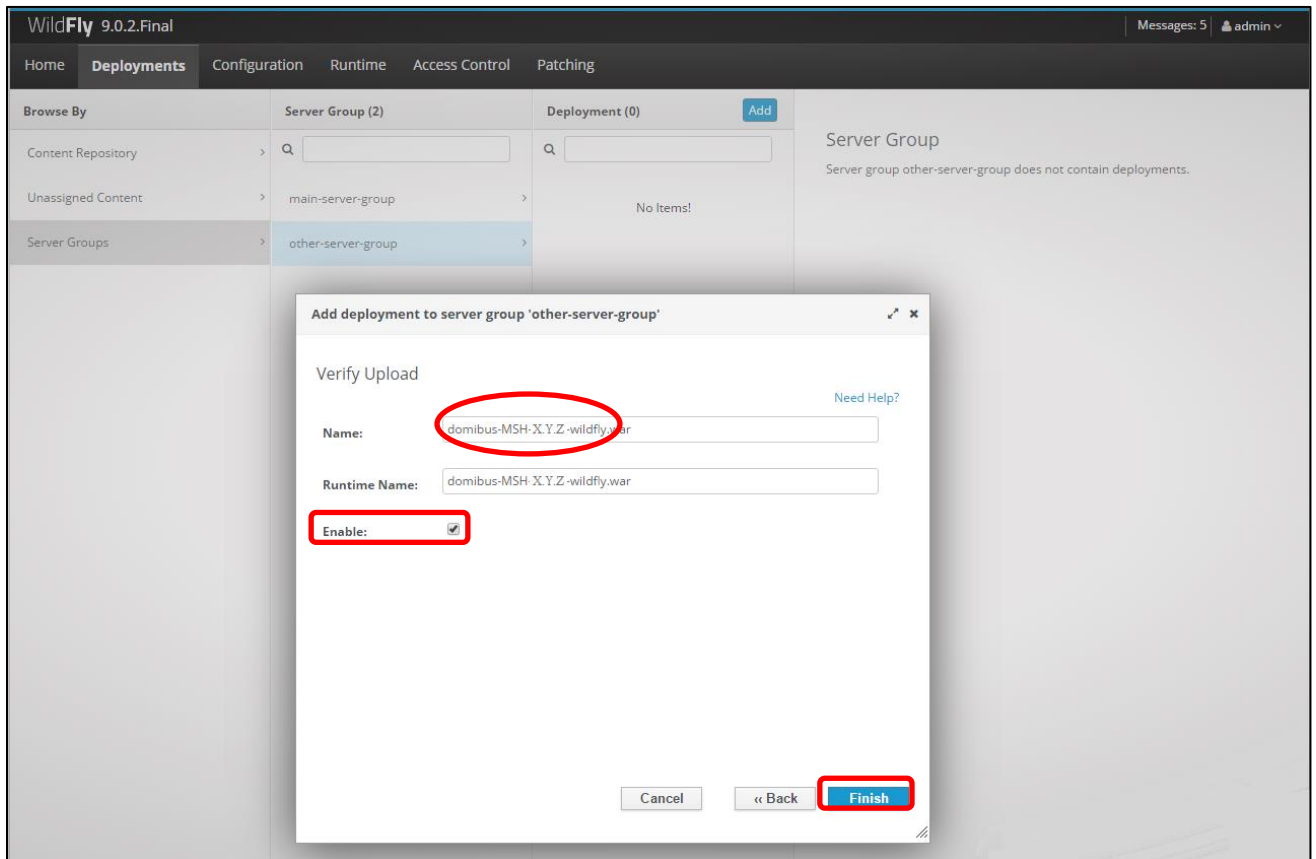 WildFly 9.0.2.Final
Messages: 5 admin
Home Deployments Configuration Runtime Access Control Patching
Browse By
Server Group (2)
Deployment (0)
Add
Content Repository
Unassigned Content
Server Groups
main-server-group
other-server-group
No Items!
Server Group
Server group other-server-group does not contain deployments.
Add deployment to server group 'other-server-group'
Verify Upload
Need Help?
Name: domibus-MSH-X.Y.Z-wildfly.war
Runtime Name: domibus-MSH-X.Y.Z-wildfly.war
Enable:
Cancel
‹‹ Back
Finish